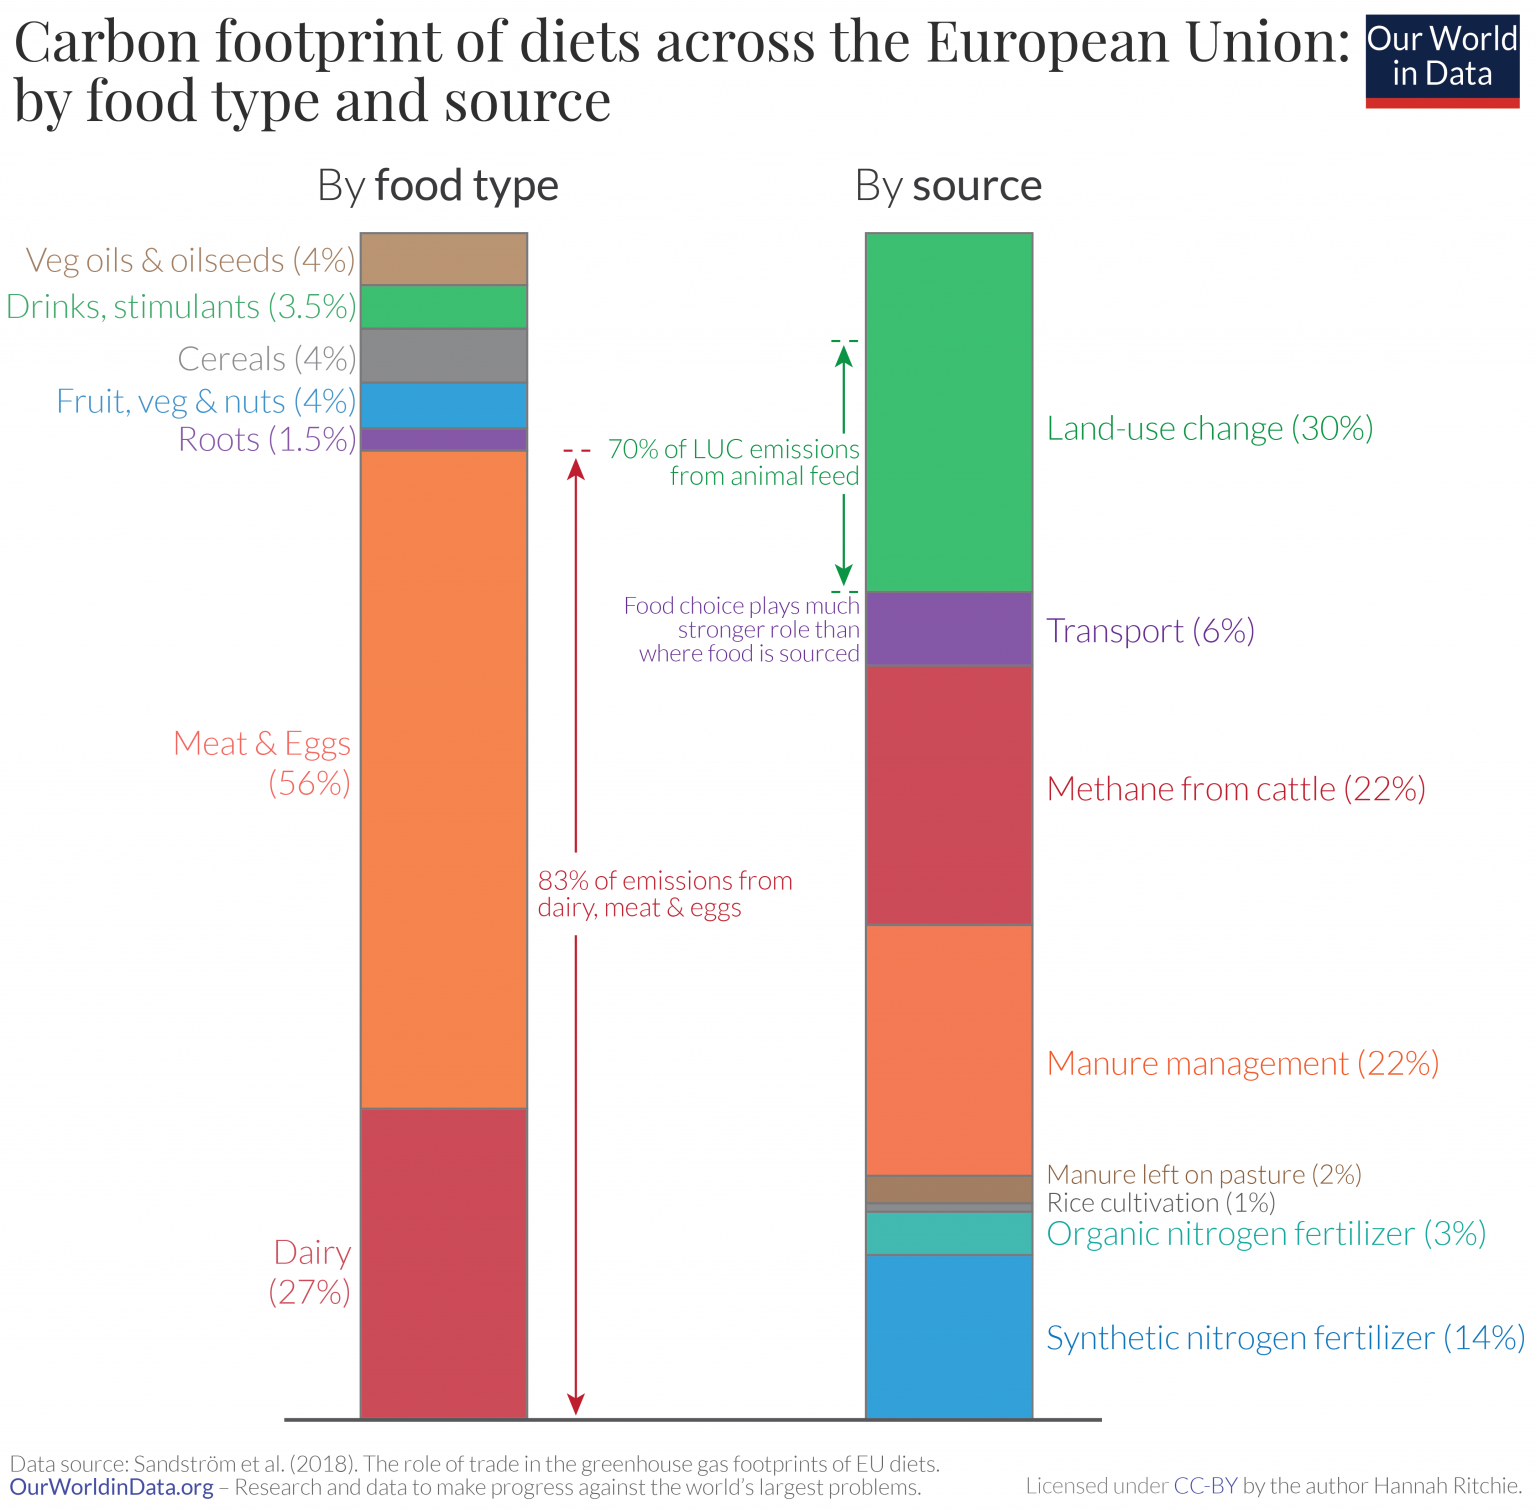 Carbon footprint of diets across the European Union:
by food type and source
Our World
in Data
By food type
Veg oils & oilseeds (4%)
Drinks, stimulants (3.5%)
Cereals (4%)
Fruit, veg & nuts (4%)
Roots (1.5%)
Meat & Eggs
(56%)
Dairy
(27%)
83% of emissions from
dairy, meat & eggs
By source
70% of LUC emissions
from animal feed
Food choice plays much
stronger role than
where food is sourced
Land-use change (30%)
Transport (6%)
Methane from cattle (22%)
Manure management (22%)
Manure left on pasture (2%)
Rice cultivation (1%)
Organic nitrogen fertilizer (3%)
Synthetic nitrogen fertilizer (14%)
Data source: Sandström et al. (2018). The role of trade in the greenhouse gas footprints of EU diets.
OurWorldinData.org – Research and data to make progress against the world's largest problems.
Licensed under CC-BY by the author Hannah Ritchie.